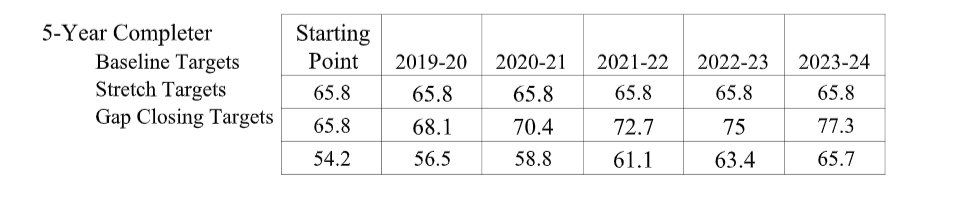 5-Year Completer
Baseline Targets
Stretch Targets
Gap Closing Targets
Starting Point 2019-20 2020-21 2021-22 2022-23 2023-24
65.8 65.8 65.8 65.8 65.8 65.8
65.8 68.1 70.4 72.7 75 77.3
54.2 56.5 58.8 61.1 63.4 65.7